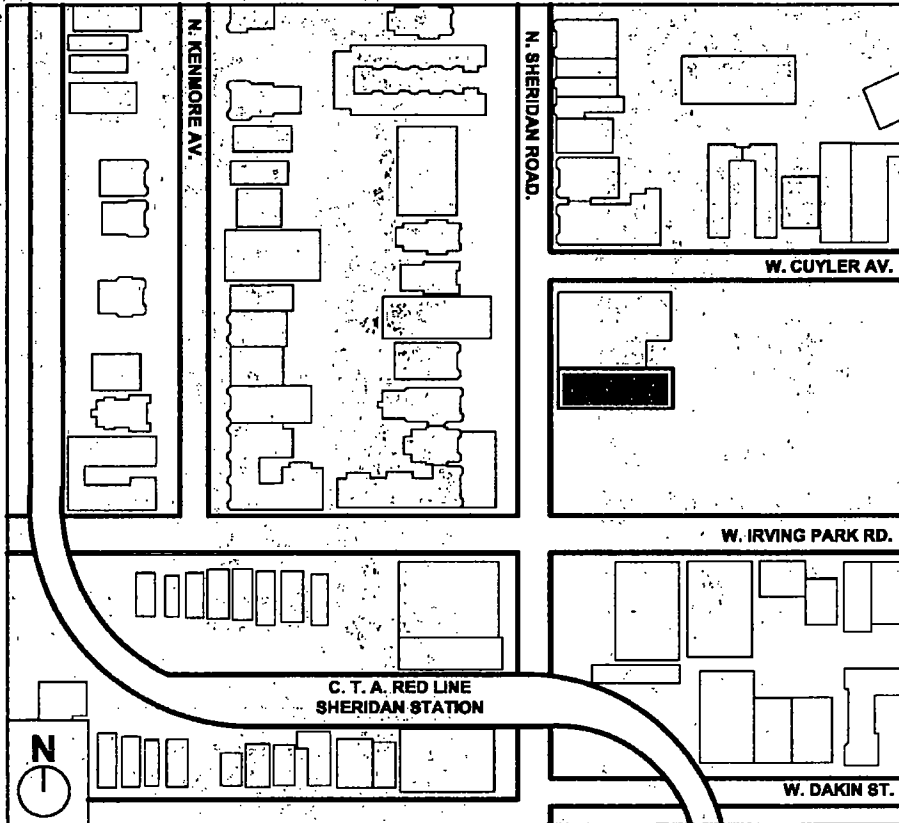 N. KENMORE AV.
N. SHERIDAN ROAD.
W. CUYLER AV.
W. IRVING PARK RD.
C. T. A. RED LINE
SHERIDAN STATION
N
W. DAKIN ST.